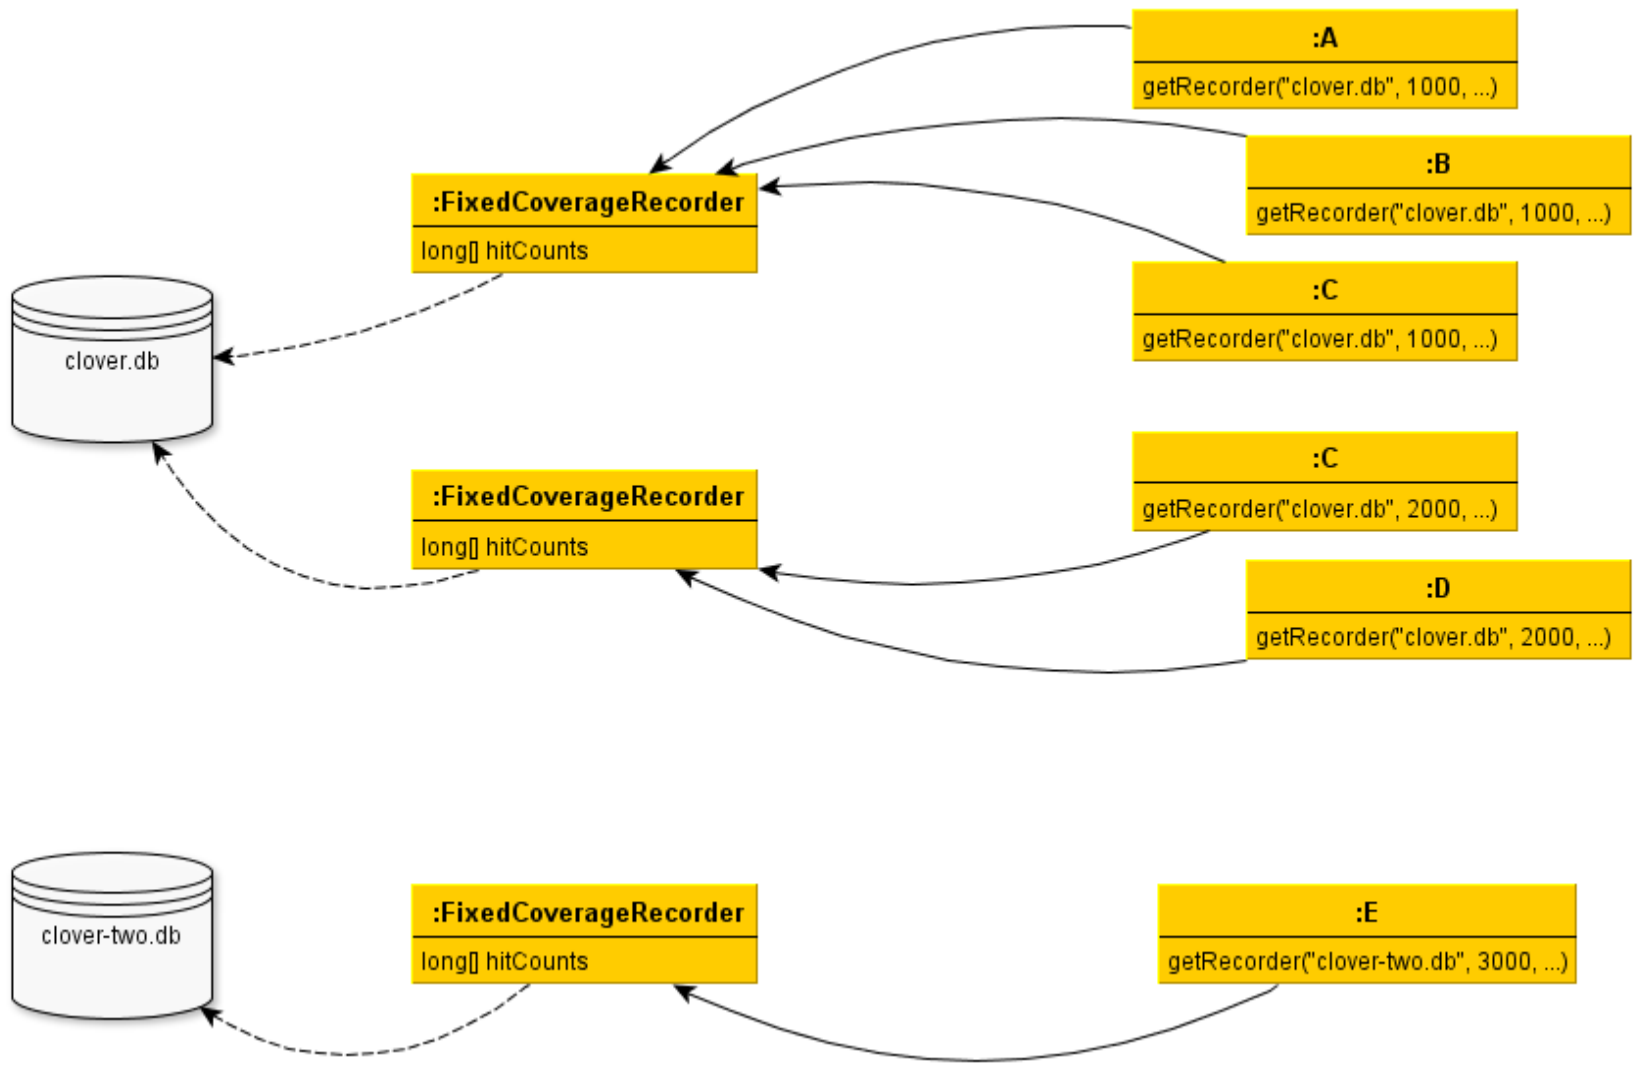 :A
getRecorder("clover.db", 1000, ...)
:B
getRecorder("clover.db", 1000, ...)
:FixedCoverageRecorder
long[] hitCounts
:C
getRecorder("clover.db", 1000, ...)
clover.db
:C
getRecorder("clover.db", 2000, ...)
:FixedCoverageRecorder
long[] hitCounts
:D
getRecorder("clover.db", 2000, ...)
clover-two.db
:FixedCoverageRecorder
long[] hitCounts
:E
getRecorder("clover-two.db", 3000, ...)